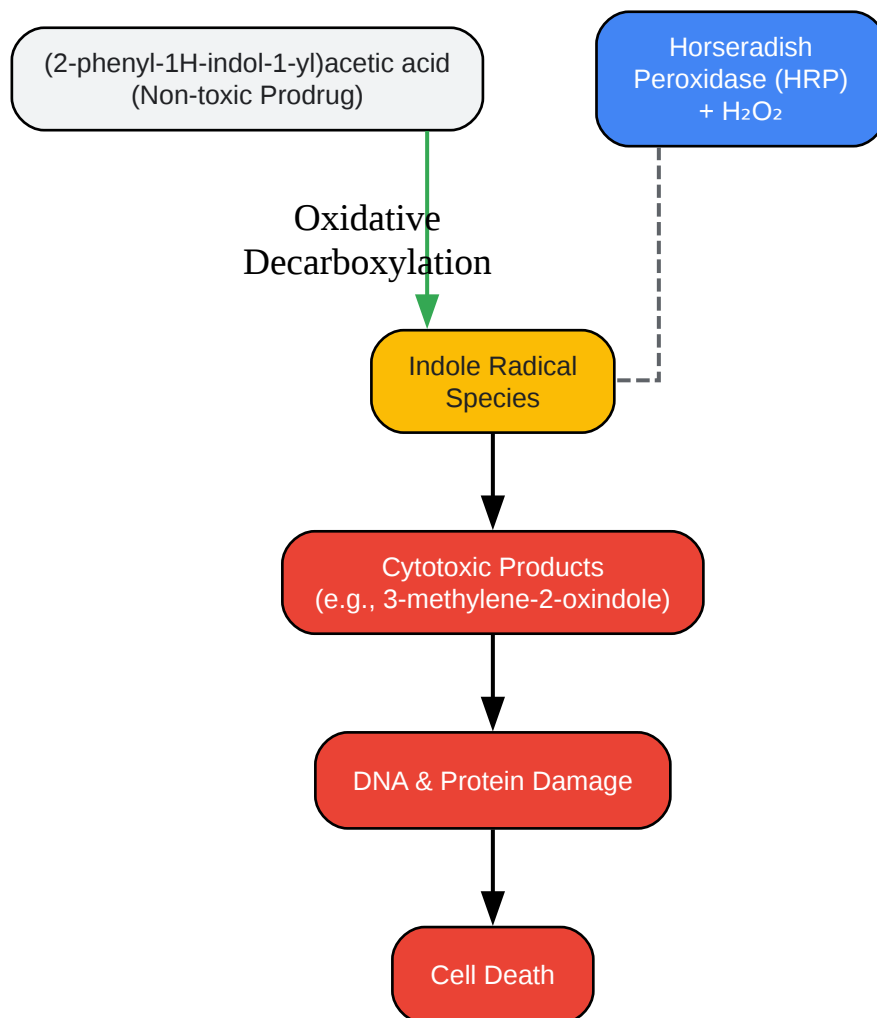 (2-phenyl-1H-indol-1-yl)acetic acid
(Non-toxic Prodrug)
Horseradish
Peroxidase (HRP)
+ H₂O₂
Oxidative
Decarboxylation
Indole Radical
Species
Cytotoxic Products
(e.g., 3-methylene-2-oxindole)
DNA & Protein Damage
Cell Death